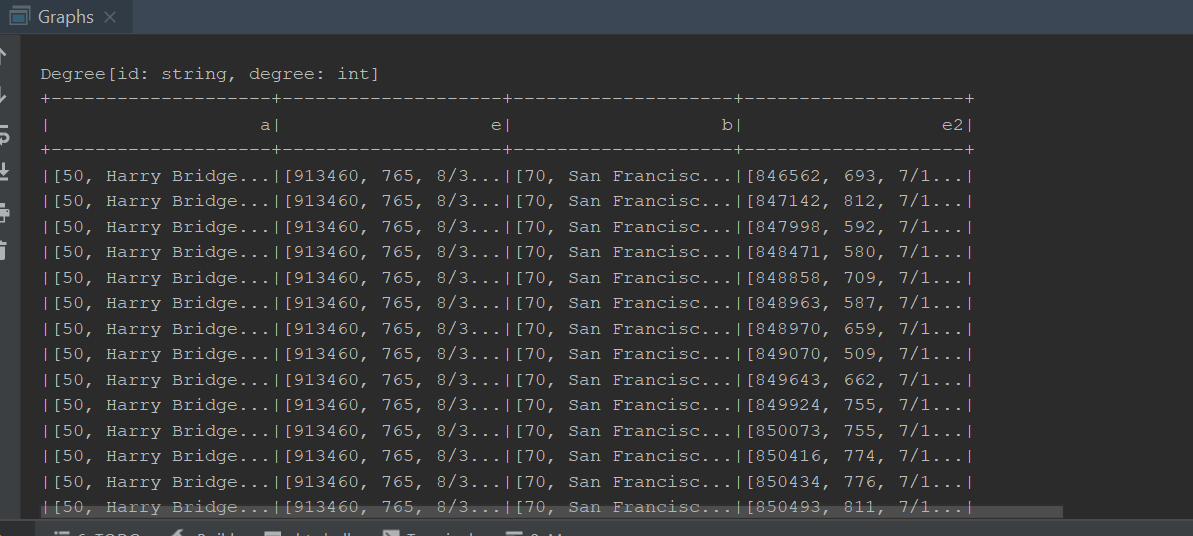 Graphs
Degree[id: string, degree: int]
+--------------------+--------------------+--------------------+--------------------+
|                   a|                   e|                   b|                  e2|
+--------------------+--------------------+--------------------+--------------------+
|[50, Harry Bridge...|[913460, 765, 8/3...|[70, San Francisc...|[846562, 693, 7/1...|
|[50, Harry Bridge...|[913460, 765, 8/3...|[70, San Francisc...|[847142, 812, 7/1...|
|[50, Harry Bridge...|[913460, 765, 8/3...|[70, San Francisc...|[847998, 592, 7/1...|
|[50, Harry Bridge...|[913460, 765, 8/3...|[70, San Francisc...|[848471, 580, 7/1...|
|[50, Harry Bridge...|[913460, 765, 8/3...|[70, San Francisc...|[848858, 709, 7/1...|
|[50, Harry Bridge...|[913460, 765, 8/3...|[70, San Francisc...|[848963, 587, 7/1...|
|[50, Harry Bridge...|[913460, 765, 8/3...|[70, San Francisc...|[848970, 659, 7/1...|
|[50, Harry Bridge...|[913460, 765, 8/3...|[70, San Francisc...|[849070, 509, 7/1...|
|[50, Harry Bridge...|[913460, 765, 8/3...|[70, San Francisc...|[849643, 662, 7/1...|
|[50, Harry Bridge...|[913460, 765, 8/3...|[70, San Francisc...|[849924, 755, 7/1...|
|[50, Harry Bridge...|[913460, 765, 8/3...|[70, San Francisc...|[850073, 755, 7/1...|
|[50, Harry Bridge...|[913460, 765, 8/3...|[70, San Francisc...|[850416, 774, 7/1...|
|[50, Harry Bridge...|[913460, 765, 8/3...|[70, San Francisc...|[850434, 776, 7/1...|
|[50, Harry Bridge...|[913460, 765, 8/3...|[70, San Francisc...|[850493, 811, 7/1...|